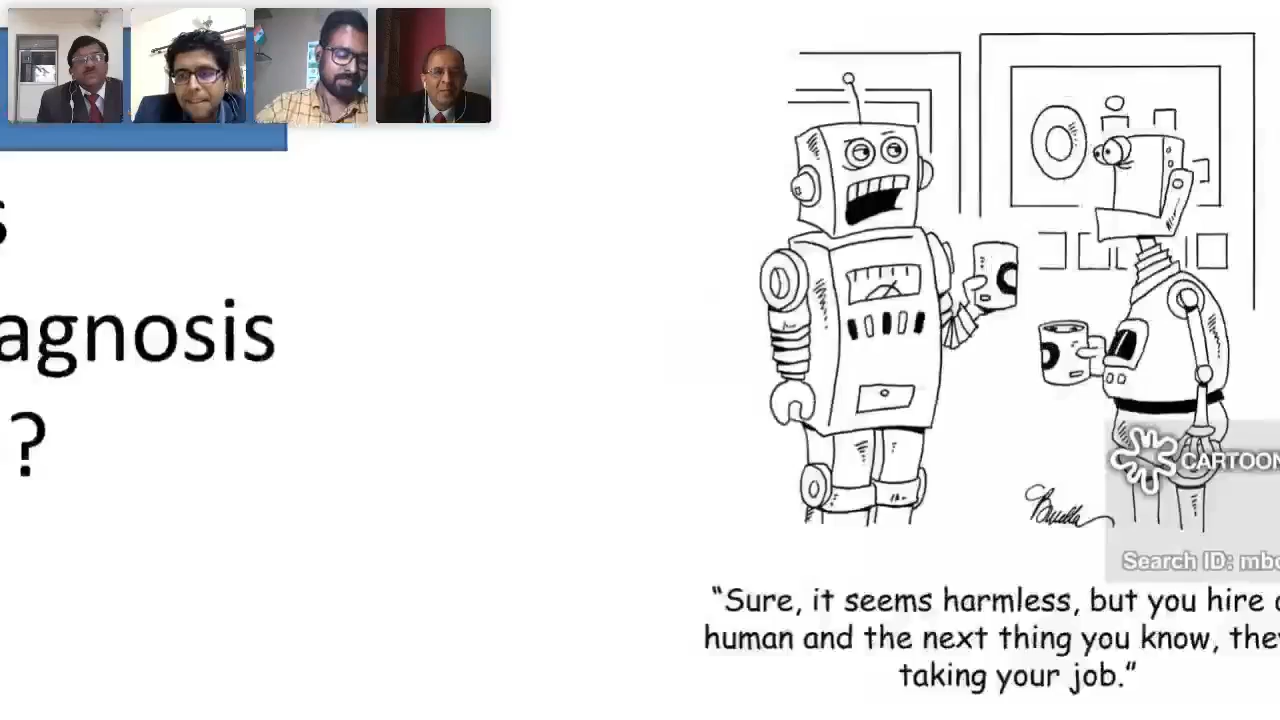 s
agnosis
?
CARTOON
Search ID: mb
“Sure, it seems harmless, but you hire
human and the next thing you know, the
taking your job.”